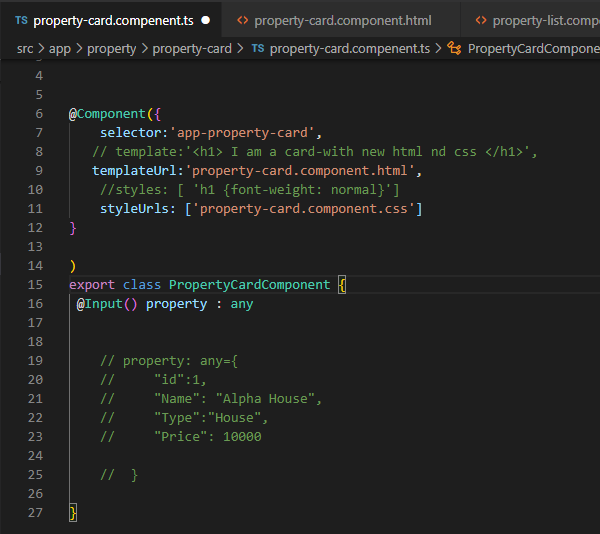 TS property-card.compenent.ts ● <> property-card.component.html <> property-list.compo
src > app > property > property-card > TS property-card.compenent.ts > PropertyCardCompone
4
5
6 @Component({
7 selector:'app-property-card',
8 // template:'<h1> I am a card-with new html nd css </h1>',
9 templateUrl:'property-card.component.html',
10 //styles: [ 'h1 {font-weight: normal}']
11 styleUrls: ['property-card.component.css']
12 }
13
14 )
15 export class PropertyCardComponent {
16 @Input() property : any
17
18
19 // property: any={
20 // "id":1,
21 // "Name": "Alpha House",
22 // "Type":"House",
23 // "Price": 10000
24
25 // }
26
27 }